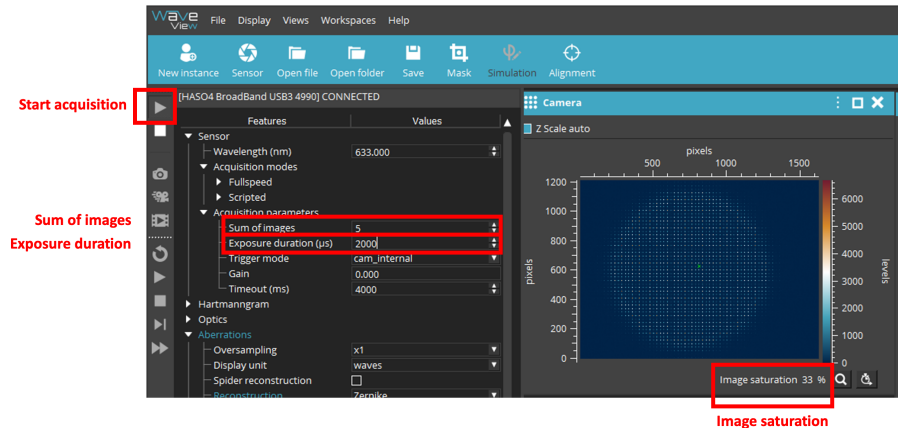 WAVE View File Display Views Workspaces Help
New instance Sensor Open file Open folder Save Mask Simulation Alignment
Start acquisition
[HASO4 BroadBand USB3 4990] CONNECTED
Features Values
Sensor
Wavelength (nm) 633.000
Acquisition modes
Fullspeed
Scripted
Acquisition parameters
Sum of images 5
Exposure duration (µs) 2000
Trigger mode cam_internal
Gain 0.000
Timeout (ms) 4000
Hartmanngram
Optics
Aberrations
Oversampling x1
Display unit waves
Spider reconstruction
Reconstruction Zernike
Sum of images
Exposure duration
Camera
Z Scale auto
pixels
500 1000 1500
1200
1000
800
600
400
200
0
pixels
6000
5000
4000
3000
2000
1000
0
levels
Image saturation 33 %
Image saturation